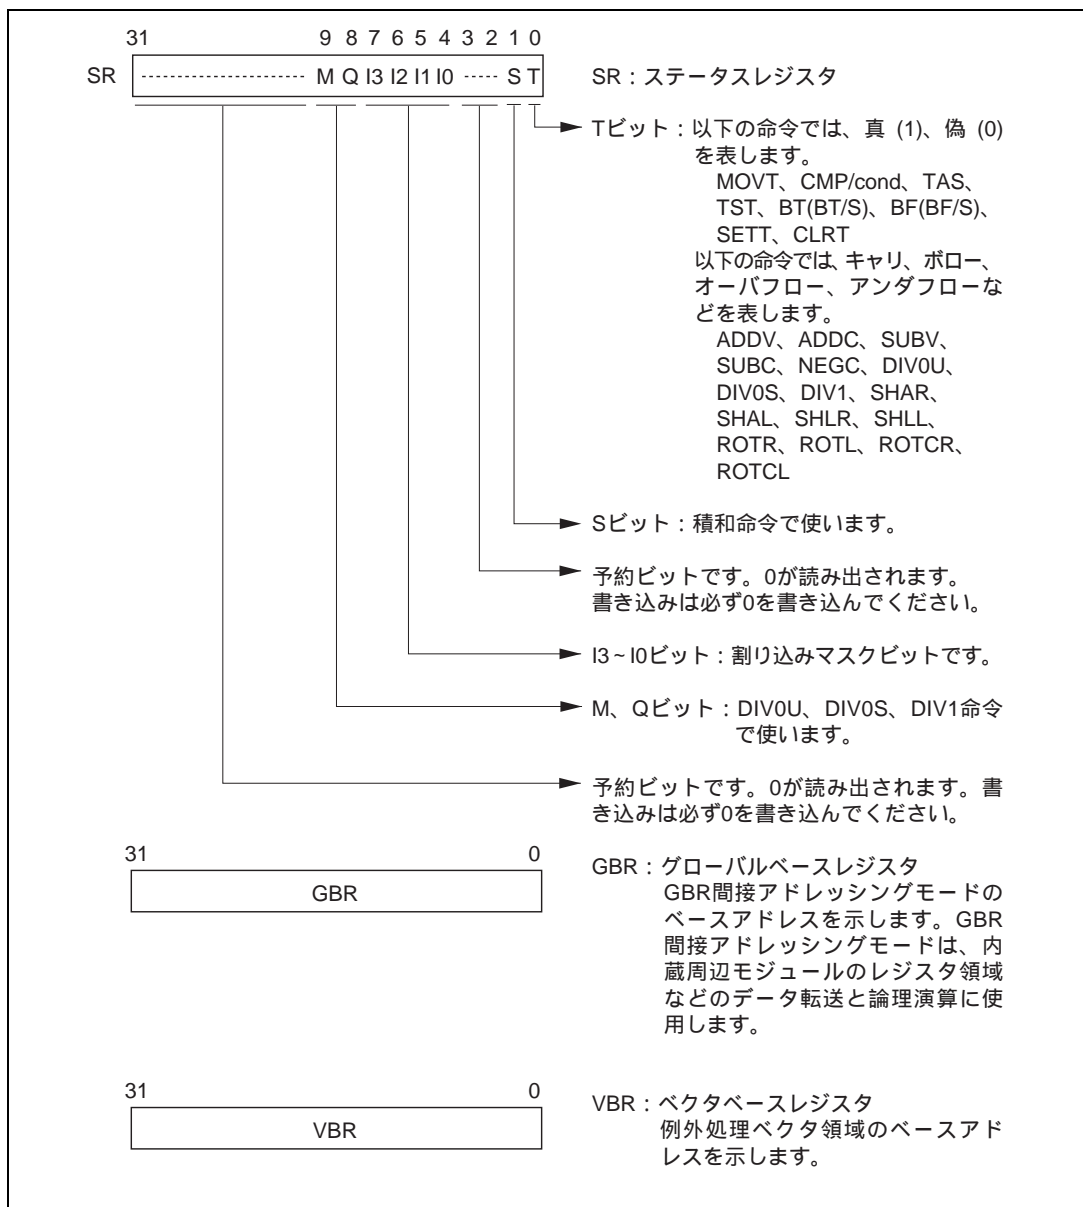 31 9 8 7 6 5 4 3 2 1 0
SR ------------------- M Q I3 I2 I1 I0 ----- S T
SR:ステータスレジスタ
Tビット:以下の命令では、真 (1)、偽 (0)
を表します。
MOVT、CMP/cond、TAS、
TST、BT(BT/S)、BF(BF/S)、
SETT、CLRT
以下の命令では、キャリ、ボロー、
オーバフロー、アンダフローな
どを表します。
ADDV、ADDC、SUBV、
SUBC、NEGC、DIV0U、
DIV0S、DIV1、SHAR、
SHAL、SHLR、SHLL、
ROTR、ROTL、ROTCR、
ROTCL
Sビット:積和命令で使います。
予約ビットです。0が読み出されます。
書き込みは必ず0を書き込んでください。
I3~I0ビット:割り込みマスクビットです。
M、Qビット:DIV0U、DIV0S、DIV1命令
で使います。
予約ビットです。0が読み出されます。書
き込みは必ず0を書き込んでください。
31 0
GBR
GBR:グローバルベースレジスタ
GBR間接アドレッシングモードの
ベースアドレスを示します。GBR
間接アドレッシングモードは、内
蔵周辺モジュールのレジスタ領域
などのデータ転送と論理演算に使
用します。
31 0
VBR
VBR:ベクタベースレジスタ
例外処理ベクタ領域のベースアド
レスを示します。